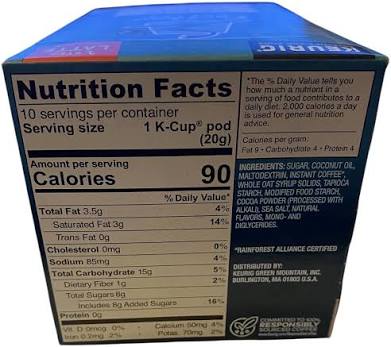 LATTE
KEURIG
Nutrition Facts
10 servings per container
Serving size 1 K-Cup® pod
(20g)
Amount per serving
Calories 90
% Daily Value*
Total Fat 3.5g 4%
Saturated Fat 3g 14%
Trans Fat 0g
Cholesterol 0mg 0%
Sodium 85mg 4%
Total Carbohydrate 15g 5%
Dietary Fiber 1g 2%
Total Sugars 8g
Includes 8g Added Sugars 16%
Protein 0g
Vit. D 0mcg 0% Calcium 50mg 4%
Iron 0.2mg 2% Potas. 70mg 2%
*The % Daily Value tells you
how much a nutrient in a
serving of food contributes to a
daily diet. 2,000 calories a day
is used for general nutrition
advice.
Calories per gram:
Fat 9 • Carbohydrate 4 • Protein 4
INGREDIENTS: SUGAR, COCONUT OIL,
MALTODEXTRIN, INSTANT COFFEE*,
WHOLE OAT SYRUP SOLIDS, TAPIOCA
STARCH, MODIFIED FOOD STARCH,
COCOA POWDER (PROCESSED WITH
ALKALI), SEA SALT, NATURAL
FLAVORS, MONO- AND
DIGLYCERIDES.
*RAINFOREST ALLIANCE CERTIFIED
DISTRIBUTED BY:
KEURIG GREEN MOUNTAIN, INC.
BURLINGTON, MA 01803 U.S.A.
COMMITTED TO 100%
RESPONSIBLY
SOURCED COFFEE